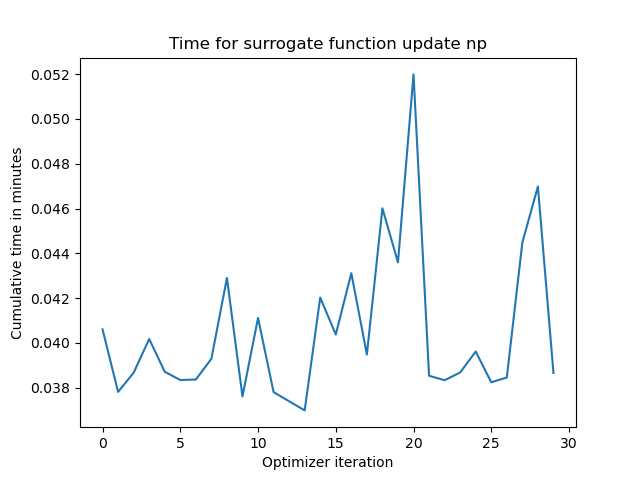 Time for surrogate function update np
0.052
0.050
0.048
0.046
0.044
0.042
0.040
0.038
Cumulative time in minutes
0 5 10 15 20 25 30
Optimizer iteration